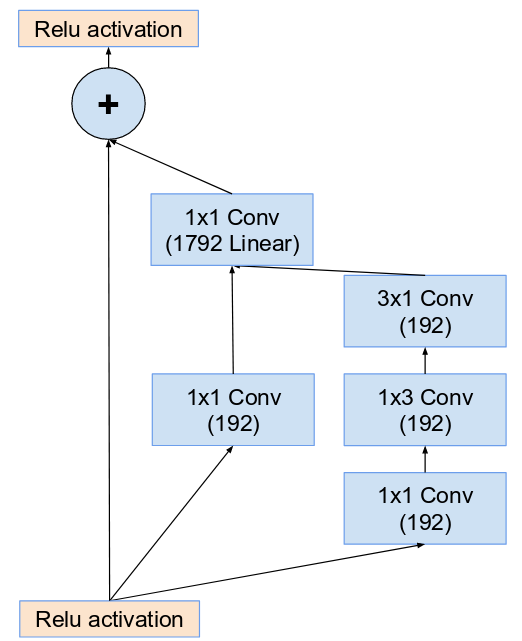 Relu activation
+
1x1 Conv
(1792 Linear)
3x1 Conv
(192)
1x1 Conv
(192)
1x3 Conv
(192)
1x1 Conv
(192)
Relu activation